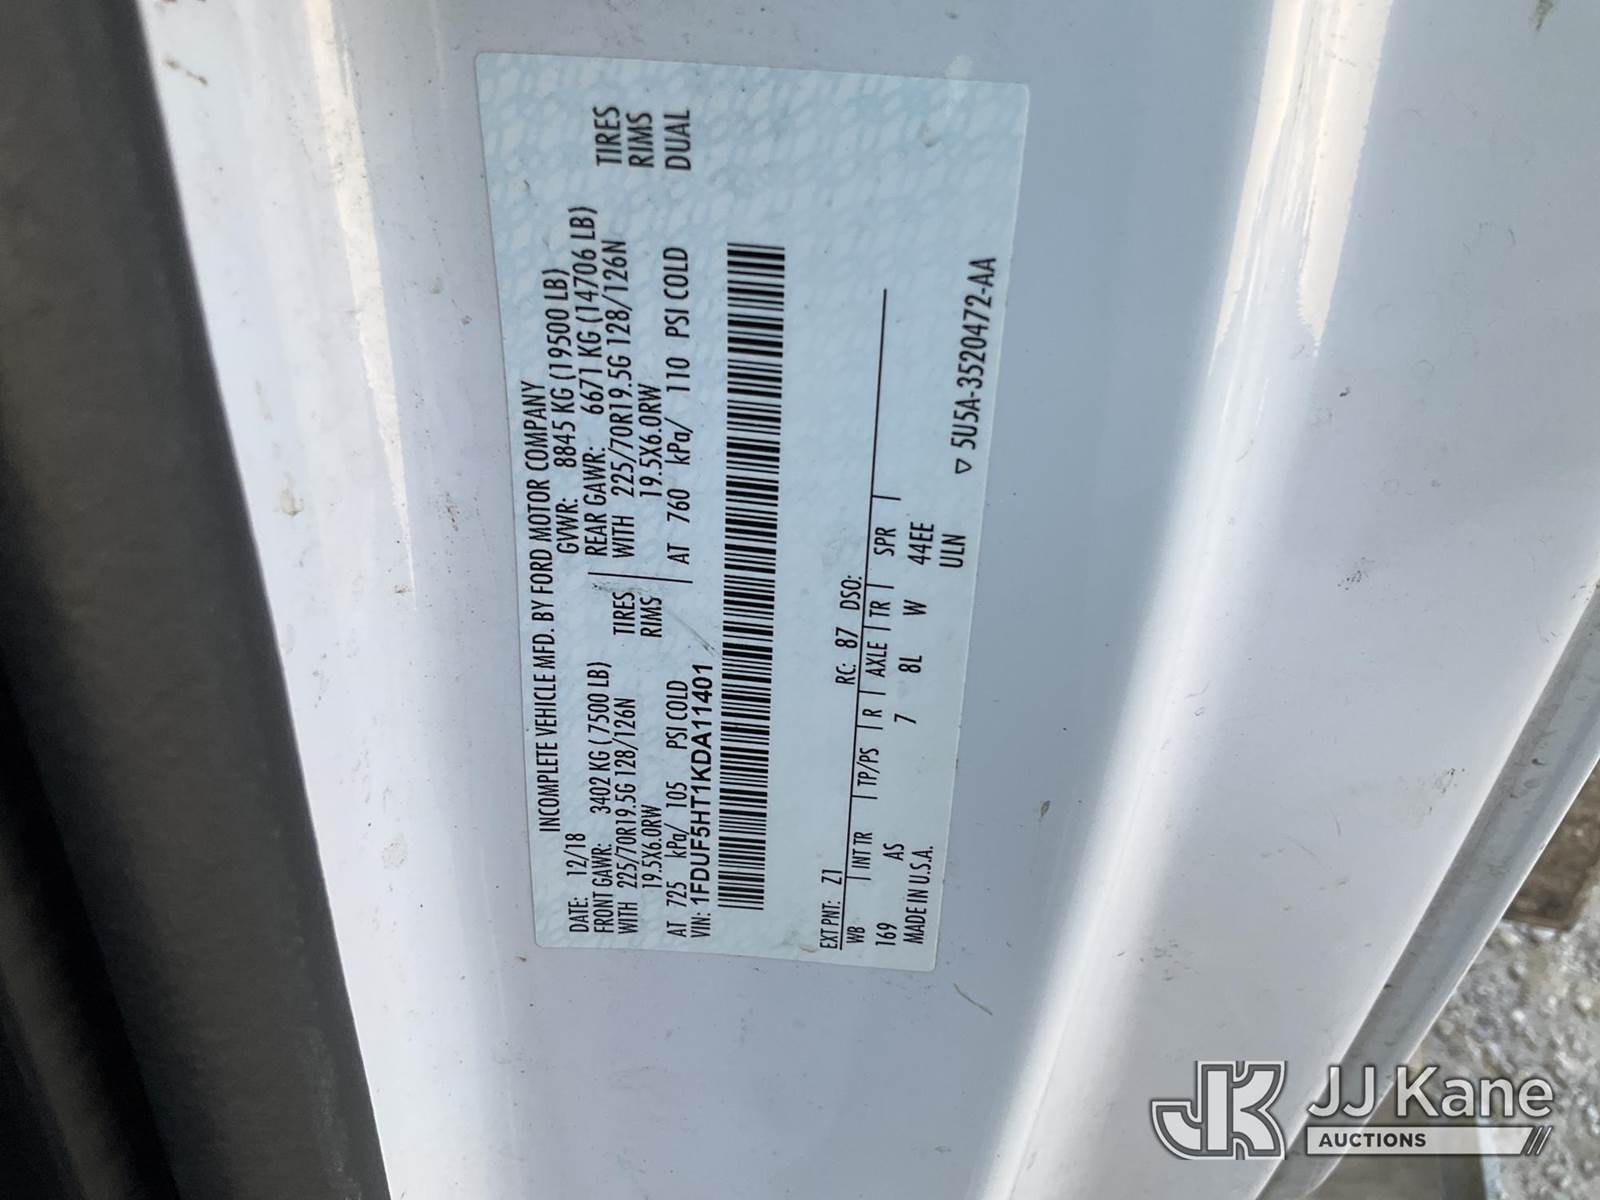 INCOMPLETE VEHICLE MFD. BY FORD MOTOR COMPANY
DATE: 12/18 GVWR: 8845 KG (19500 LB)
FRONT GAWR: 3402 KG ( 7500 LB) REAR GAWR: 6671 KG (14706 LB)
WITH 225/70R19.5G 128/126N TIRES WITH 225/70R19.5G 128/126N TIRES
19.5X6.0RW RIMS 19.5X6.0RW RIMS
AT 725 kPa/ 105 PSI COLD AT 760 kPa/ 110 PSI COLD DUAL
VIN: 1FDUF5HT1KDA11401
EXT PNT: Z1 RC: 87 DSO:
WB INT TR TP/PS R AXLE TR SPR
169 AS 7 8L W 44EE
MADE IN U.S.A. ULN
▽ 5U5A-3520472-AA
JK JJ Kane
AUCTIONS